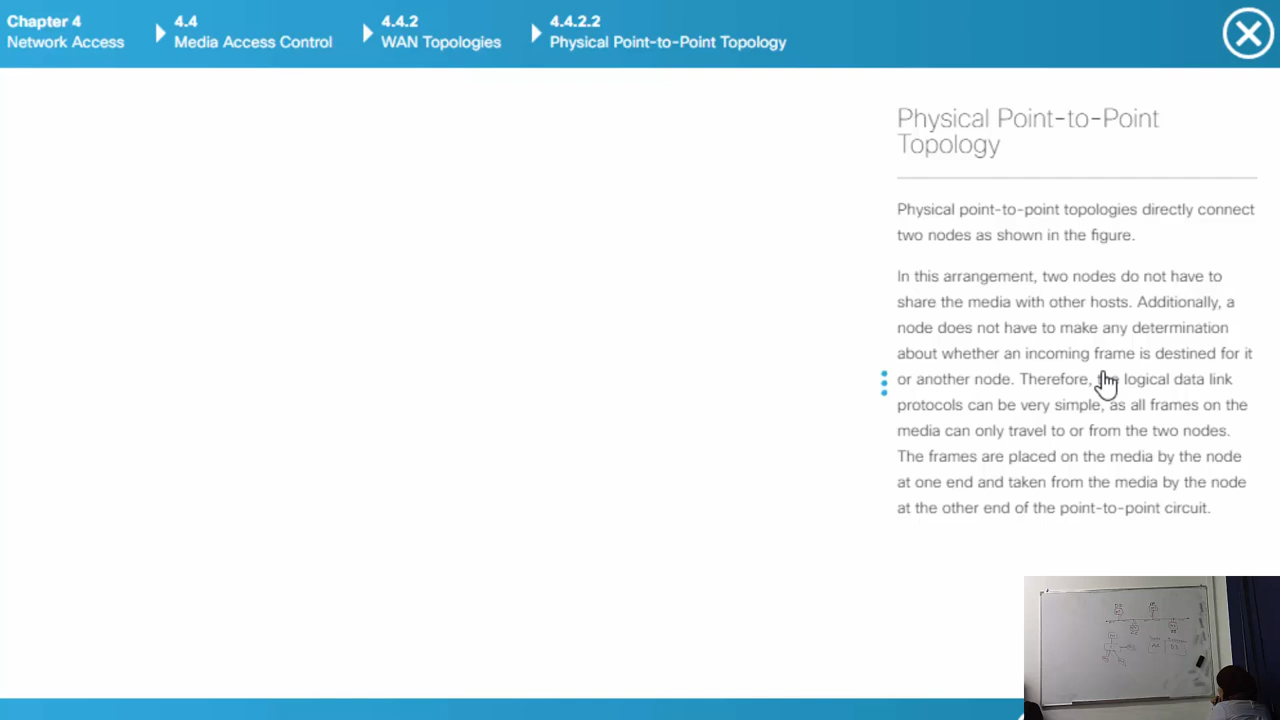 Chapter 4
Network Access
4.4
Media Access Control
4.4.2
WAN Topologies
4.4.2.2
Physical Point-to-Point Topology
Physical Point-to-Point
Topology
Physical point-to-point topologies directly connect
two nodes as shown in the figure.
In this arrangement, two nodes do not have to
share the media with other hosts. Additionally, a
node does not have to make any determination
about whether an incoming frame is destined for it
or another node. Therefore, the logical data link
protocols can be very simple, as all frames on the
media can only travel to or from the two nodes.
The frames are placed on the media by the node
at one end and taken from the media by the node
at the other end of the point-to-point circuit.